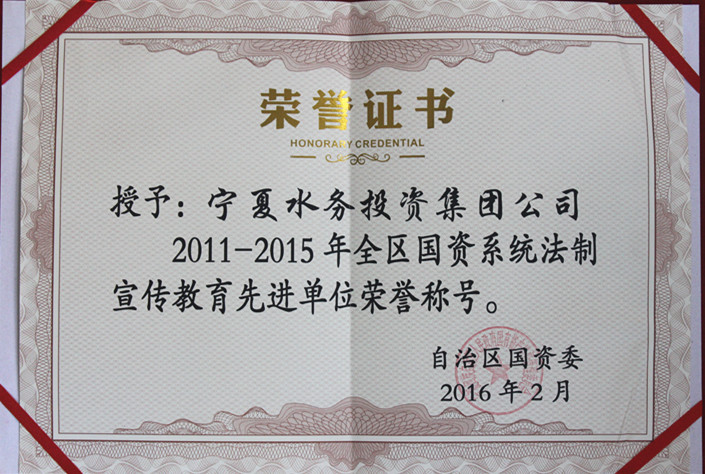 荣誉证书
HONORARY CREDENTIAL
授予：宁夏水务投资集团公司
2011-2015年全区国资系统法制
宣传教育先进单位荣誉称号。
自治区国资委
2016年2月